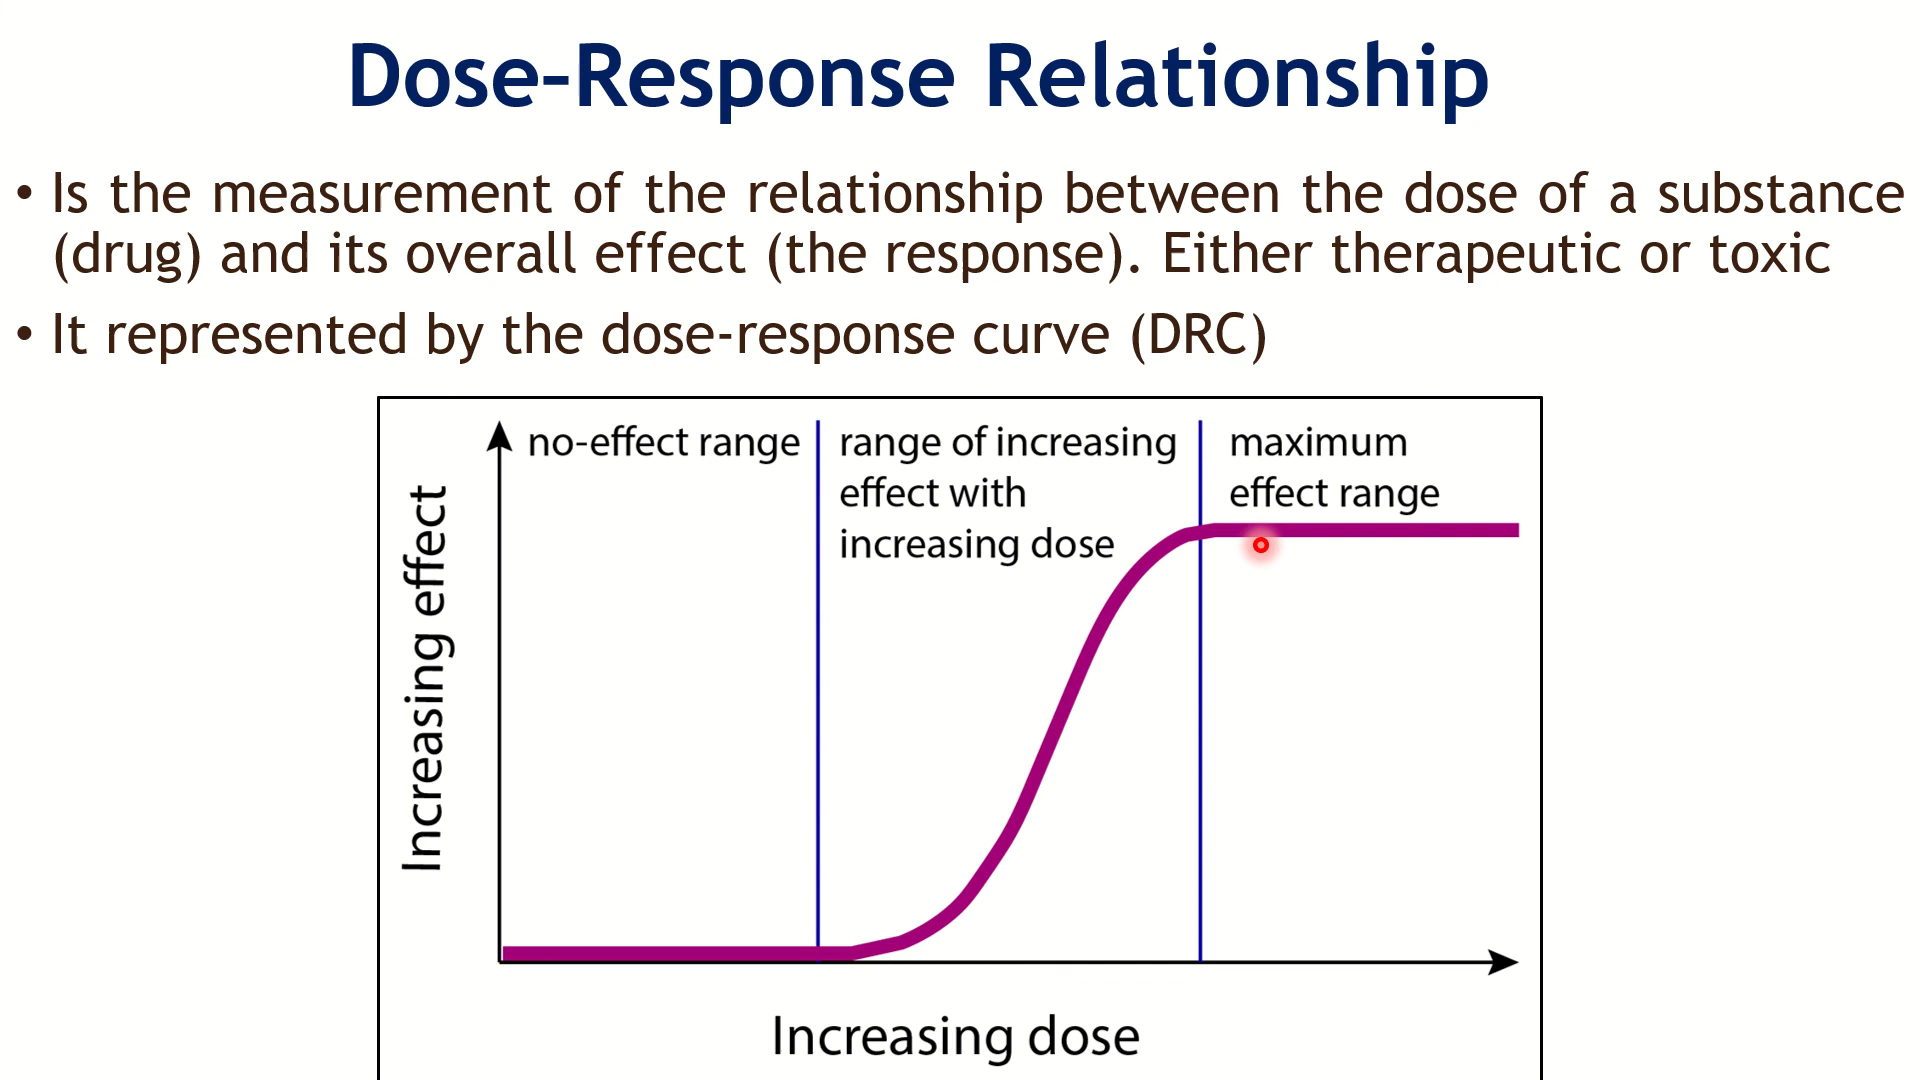 Dose-Response Relationship
• Is the measurement of the relationship between the dose of a substance
(drug) and its overall effect (the response). Either therapeutic or toxic
• It represented by the dose-response curve (DRC)
no-effect range
range of increasing
effect with
increasing dose
maximum
effect range
Increasing effect
Increasing dose